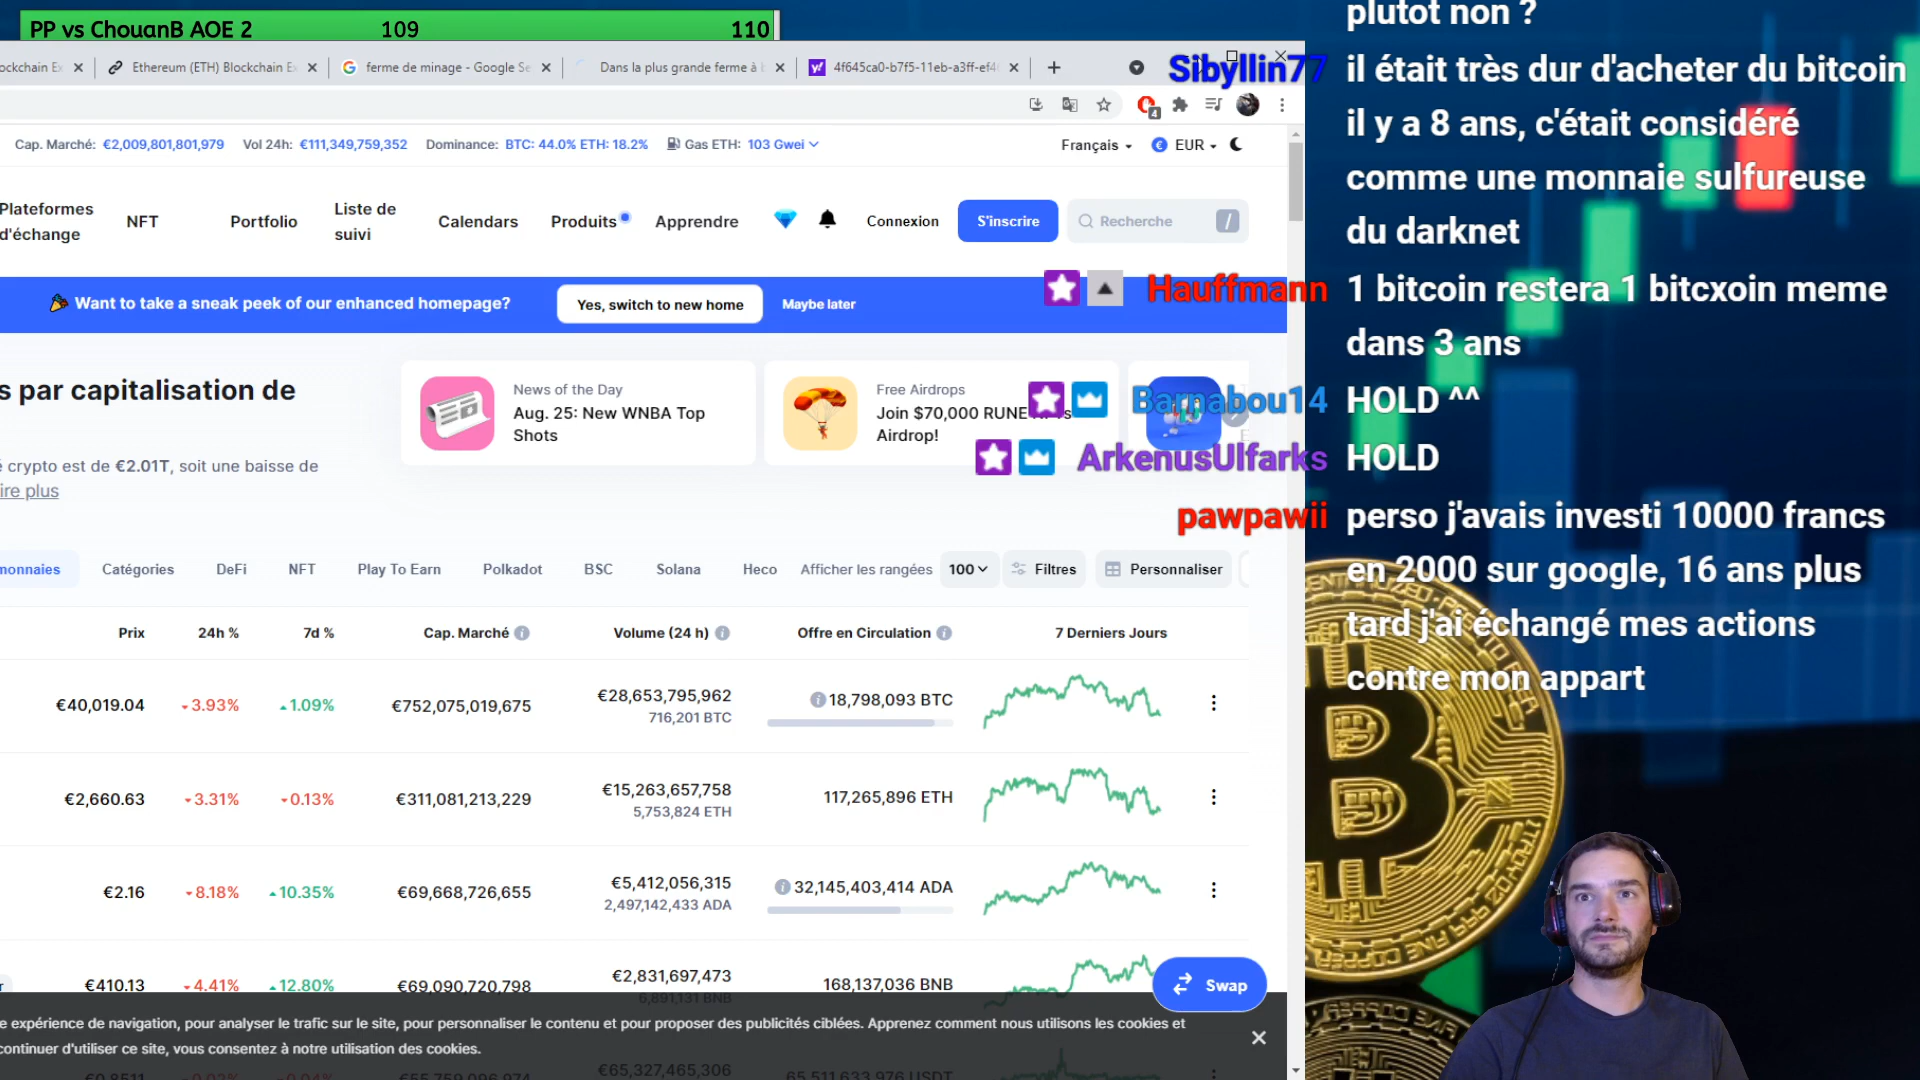 PP vs ChouanB AOE 2 109 110
ockchain Ex
Ethereum (ETH) Blockchain Ex
ferme de minage - Google Se
Dans la plus grande ferme à b
4f645ca0-b7f5-11eb-a3ff-ef4
4
Cap. Marché: €2,009,801,801,979 Vol 24h: €111,349,759,352 Dominance: BTC: 44.0% ETH: 18.2% Gas ETH: 103 Gwei
Français EUR
Plateformes
d'échange
NFT
Portfolio
Liste de
suivi
Calendars
Produits
Apprendre
Connexion
S'inscrire
Recherche /
Want to take a sneak peek of our enhanced homepage? Yes, switch to new home Maybe later
s par capitalisation de
News of the Day
Aug. 25: New WNBA Top
Shots
Free Airdrops
Join $70,000 RUNE
Airdrop!
é crypto est de €2.01T, soit une baisse de
ire plus
monnaies Catégories DeFi NFT Play To Earn Polkadot BSC Solana Heco Afficher les rangées 100 Filtres Personnaliser
Prix 24h % 7d % Cap. Marché Volume (24 h) Offre en Circulation 7 Derniers Jours
€40,019.04 3.93% 1.09% €752,075,019,675 €28,653,795,962 18,798,093 BTC
716,201 BTC
€2,660.63 3.31% 0.13% €311,081,213,229 €15,263,657,758 117,265,896 ETH
5,753,824 ETH
€2.16 8.18% 10.35% €69,668,726,655 €5,412,056,315 32,145,403,414 ADA
2,497,142,433 ADA
€410.13 4.41% 12.80% €69,090,720,798 €2,831,697,473 168,137,036 BNB
6,891,131 BNB
Swap
e expérience de navigation, pour analyser le trafic sur le site, pour personnaliser le contenu et pour proposer des publicités ciblées. Apprenez comment nous utilisons les cookies et
continuer d'utiliser ce site, vous consentez à notre utilisation des cookies.
€65,327,465,306
plutot non ?
Sibyllin77 il était très dur d'acheter du bitcoin
il y a 8 ans, c'était considéré
comme une monnaie sulfureuse
du darknet
Hauffmann 1 bitcoin restera 1 bitcxoin meme
dans 3 ans
Barnabou14 HOLD ^^
ArkenusUlfarks HOLD
pawpawii perso j'avais investi 10000 francs
en 2000 sur google, 16 ans plus
tard j'ai échangé mes actions
contre mon appart